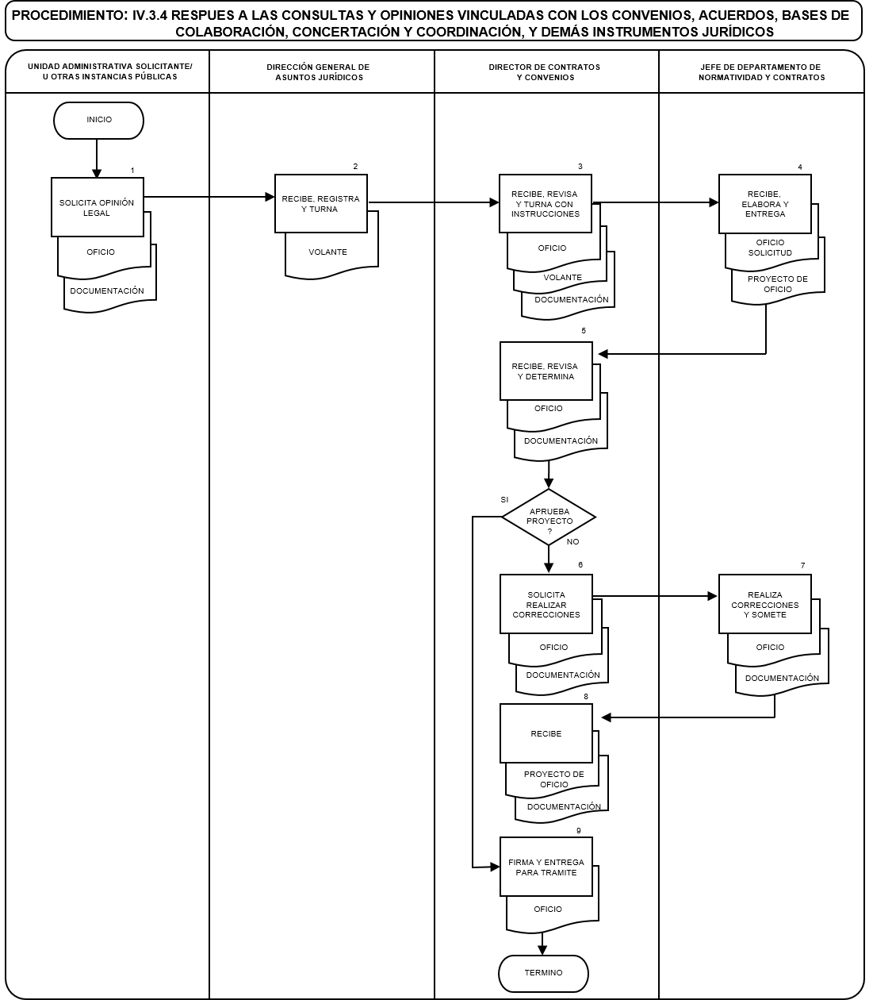 PROCEDIMIENTO: IV.3.4 RESPUES A LAS CONSULTAS Y OPINIONES VINCULADAS CON LOS CONVENIOS, ACUERDOS, BASES DE
COLABORACIÓN, CONCERTACIÓN Y COORDINACIÓN, Y DEMÁS INSTRUMENTOS JURÍDICOS
UNIDAD ADMINISTRATIVA SOLICITANTE/
U OTRAS INSTANCIAS PÚBLICAS
DIRECCIÓN GENERAL DE
ASUNTOS JURÍDICOS
DIRECTOR DE CONTRATOS
Y CONVENIOS
JEFE DE DEPARTAMENTO DE
NORMATIVIDAD Y CONTRATOS
INICIO
1
SOLICITA OPINIÓN
LEGAL
OFICIO
DOCUMENTACIÓN
2
RECIBE, REGISTRA
Y TURNA
VOLANTE
3
RECIBE, REVISA
Y TURNA CON
INSTRUCCIONES
OFICIO
VOLANTE
DOCUMENTACIÓN
4
RECIBE,
ELABORA Y
ENTREGA
OFICIO
SOLICITUD
PROYECTO DE
OFICIO
5
RECIBE, REVISA
Y DETERMINA
OFICIO
DOCUMENTACIÓN
SI
APRUEBA
PROYECTO
?
NO
6
SOLICITA
REALIZAR
CORRECCIONES
OFICIO
DOCUMENTACIÓN
7
REALIZA
CORRECCIONES
Y SOMETE
OFICIO
DOCUMENTACIÓN
8
RECIBE
PROYECTO DE
OFICIO
DOCUMENTACIÓN
9
FIRMA Y ENTREGA
PARA TRAMITE
OFICIO
TERMINO